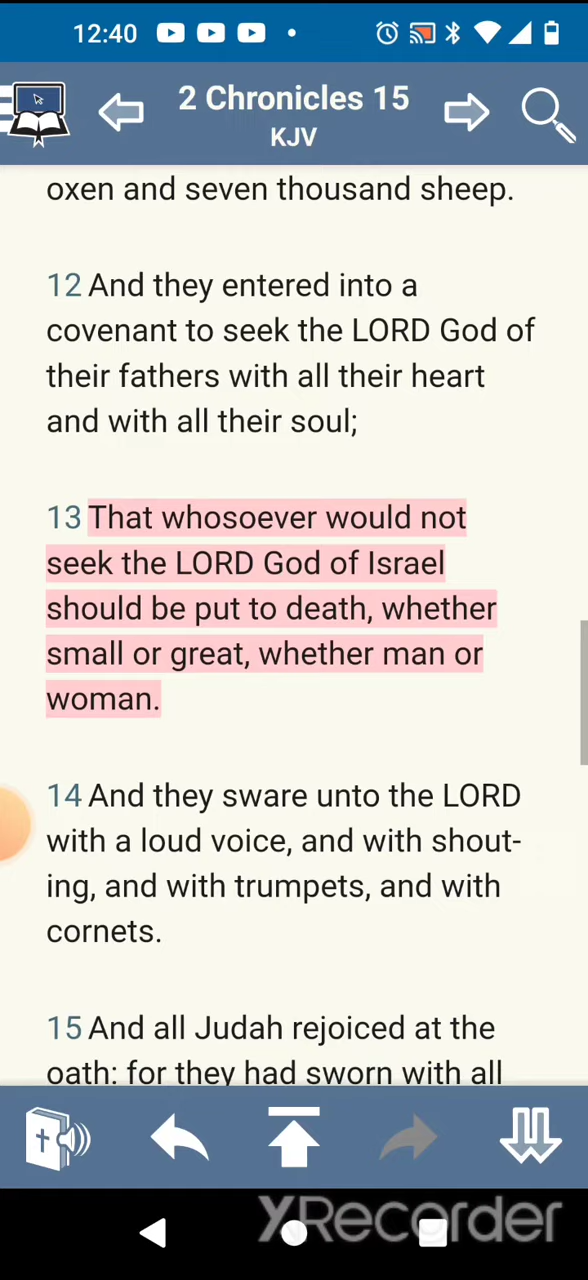 12:40
2 Chronicles 15
KJV
oxen and seven thousand sheep.
12 And they entered into a
covenant to seek the LORD God of
their fathers with all their heart
and with all their soul;
13 That whosoever would not
seek the LORD God of Israel
should be put to death, whether
small or great, whether man or
woman.
14 And they sware unto the LORD
with a loud voice, and with shout-
ing, and with trumpets, and with
cornets.
15 And all Judah rejoiced at the
oath: for they had sworn with all
XRecorder